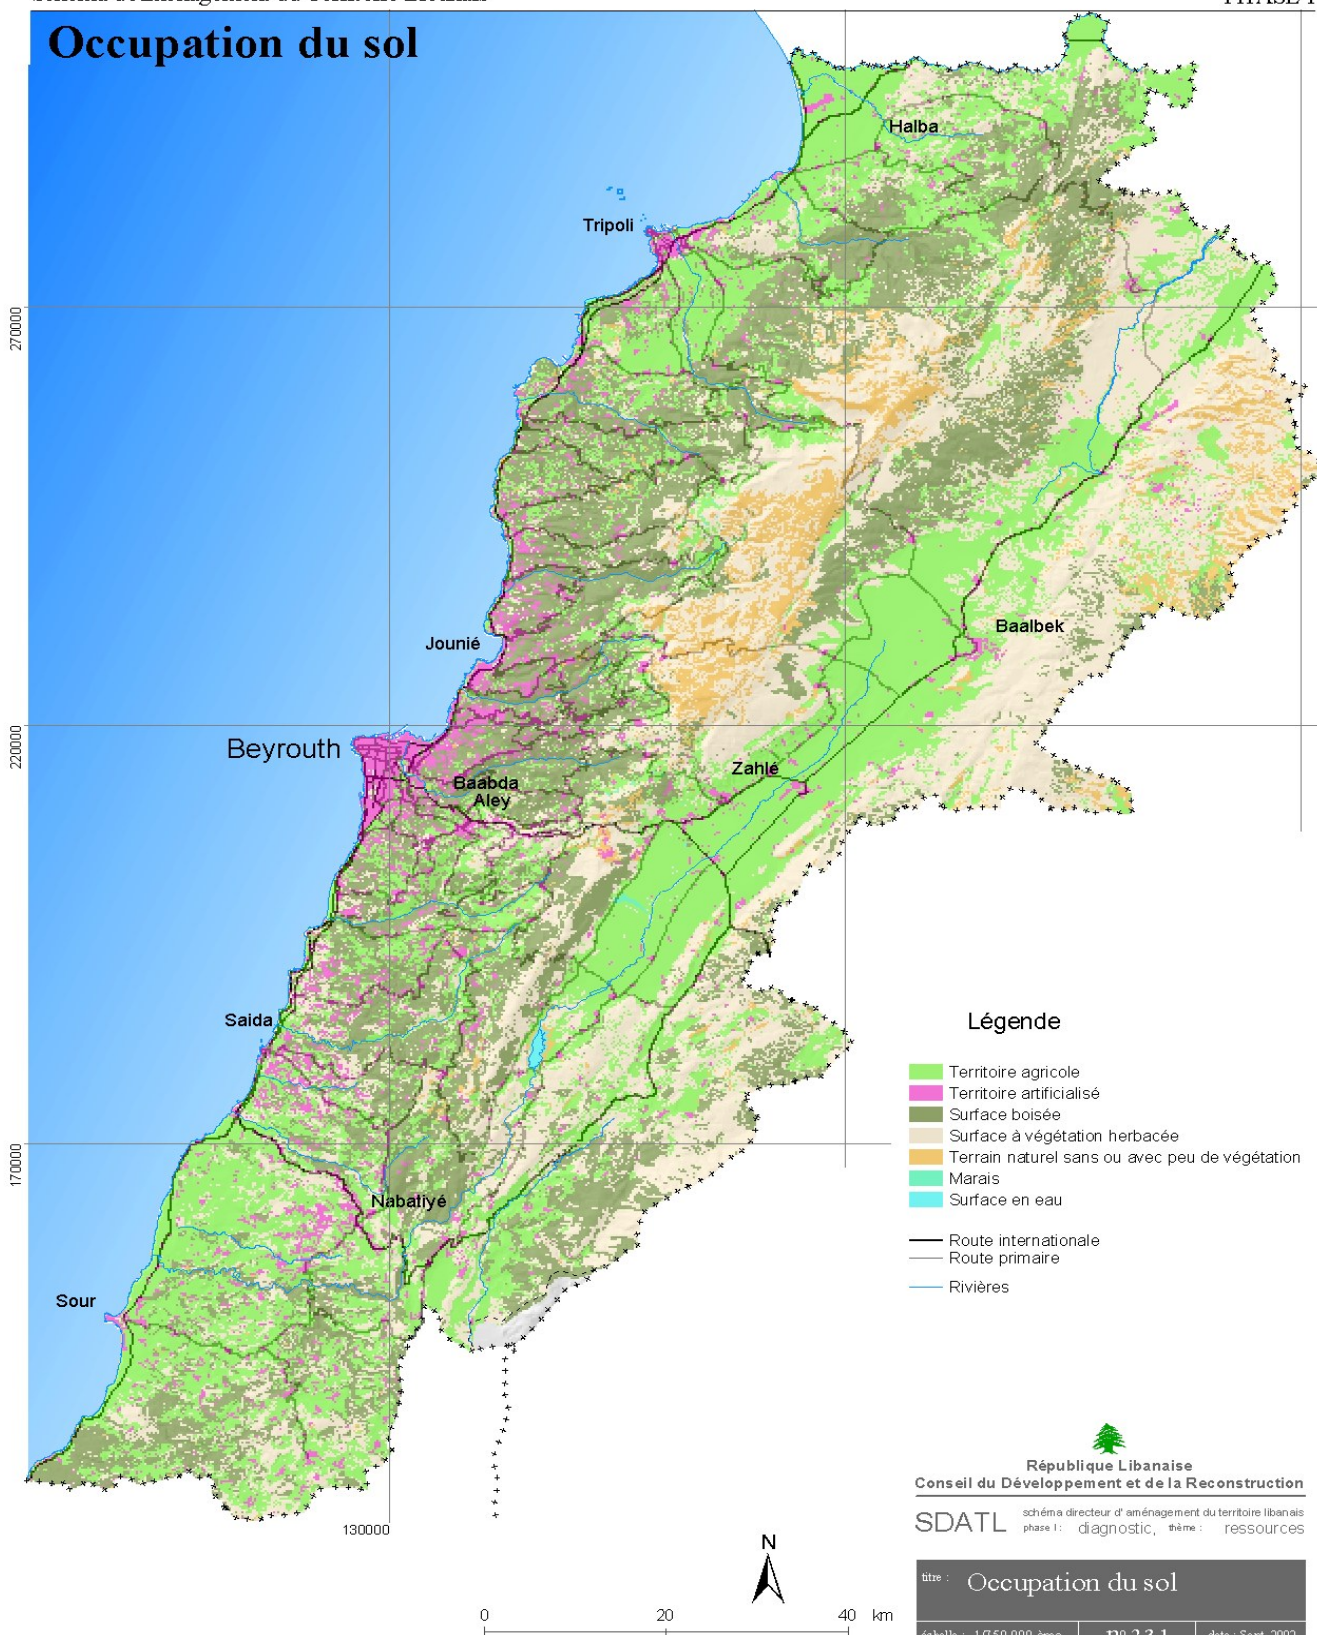 Occupation du sol
Halba
Tripoli
270000
Jounié
Baalbek
220000
Beyrouth
Baabda
Aley
Zahlé
Saida
Légende
Territoire agricole
Territoire artificialisé
Surface boisée
Surface à végétation herbacée
Terrain naturel sans ou avec peu de végétation
Marais
Surface en eau
170000
Nabatiyé
Route internationale
Route primaire
Rivières
Sour
République Libanaise
Conseil du Développement et de la Reconstruction
SDATL schéma directeur d'aménagement du territoire libanais
phase I : diagnostic, thème : ressources
130000
N
titre : Occupation du sol
0 20 40 km